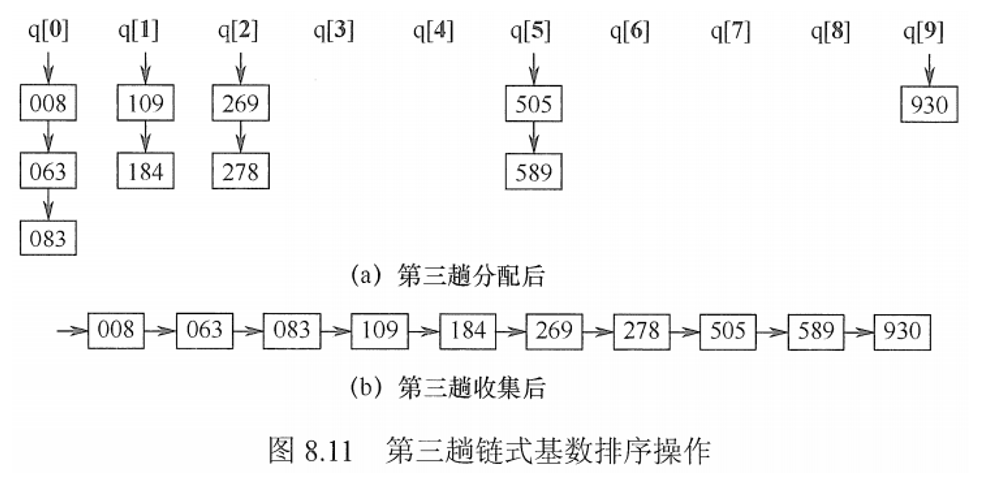 q[0] q[1] q[2] q[3] q[4] q[5] q[6] q[7] q[8] q[9]
008 109 269 505 930
063 184 278 589
083
(a) 第三趟分配后
008 063 083 109 184 269 278 505 589 930
(b) 第三趟收集后
图 8.11 第三趟链式基数排序操作